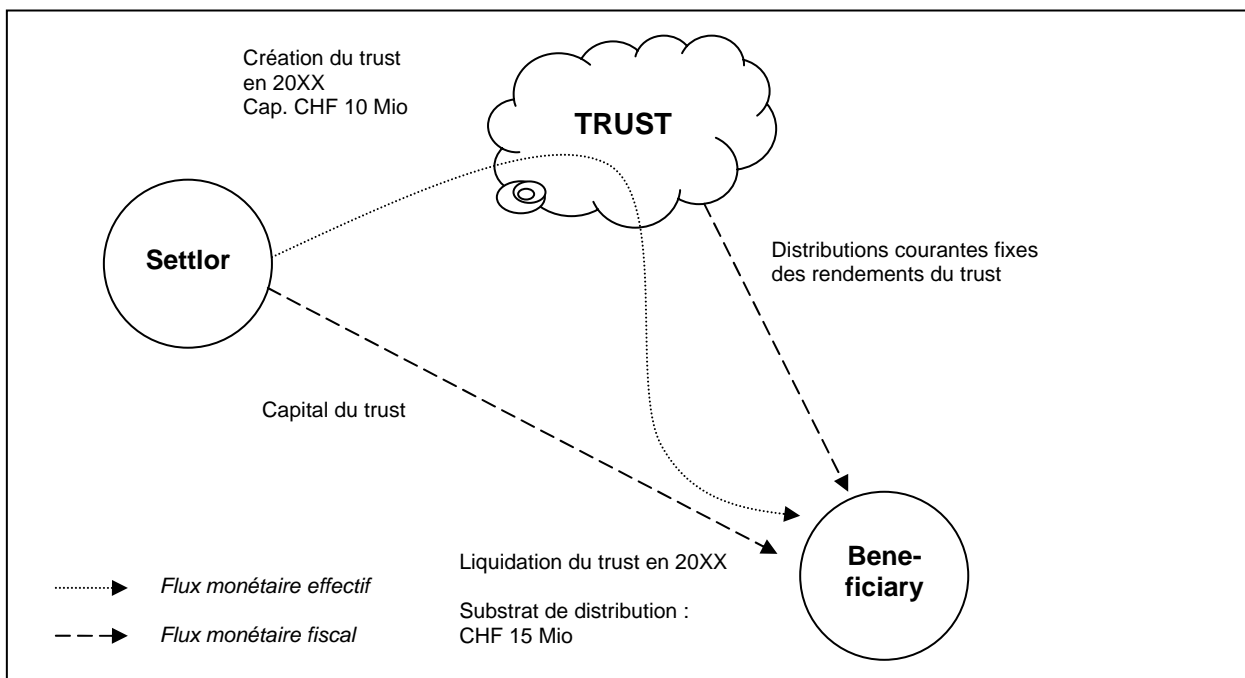 Création du trust
en 20XX
Cap. CHF 10 Mio
TRUST
Settlor
Distributions courantes fixes
des rendements du trust
Capital du trust
Liquidation du trust en 20XX
Substrat de distribution :
CHF 15 Mio
Bene-
ficiary
Flux monétaire effectif
Flux monétaire fiscal